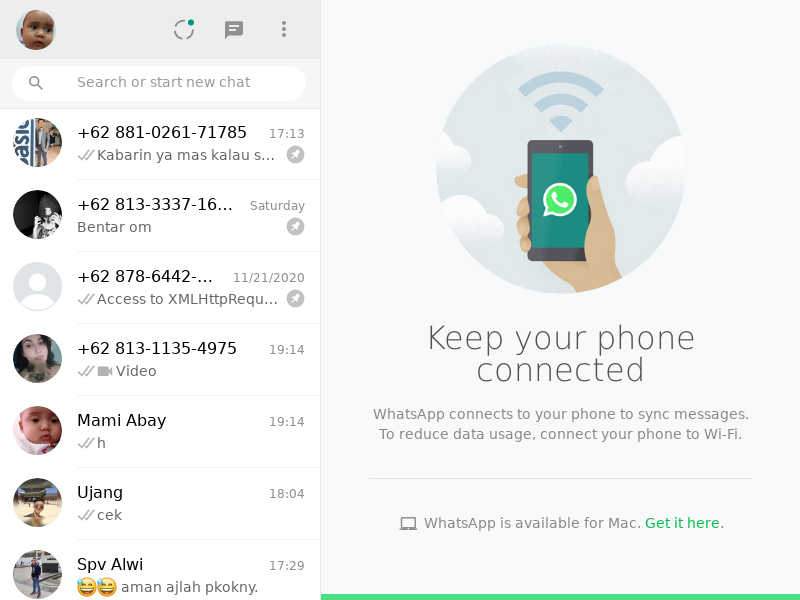 Search or start new chat
+62 881-0261-71785 17:13
Kabarin ya mas kalau s...
+62 813-3337-16... Saturday
Bentar om
+62 878-6442-... 11/21/2020
Access to XMLHttpRequ...
+62 813-1135-4975 19:14
Video
Mami Abay 19:14
h
Ujang 18:04
cek
Spv Alwi 17:29
😅😅 aman ajlah pkokny.
Keep your phone
connected
WhatsApp connects to your phone to sync messages.
To reduce data usage, connect your phone to Wi-Fi.
WhatsApp is available for Mac. Get it here.